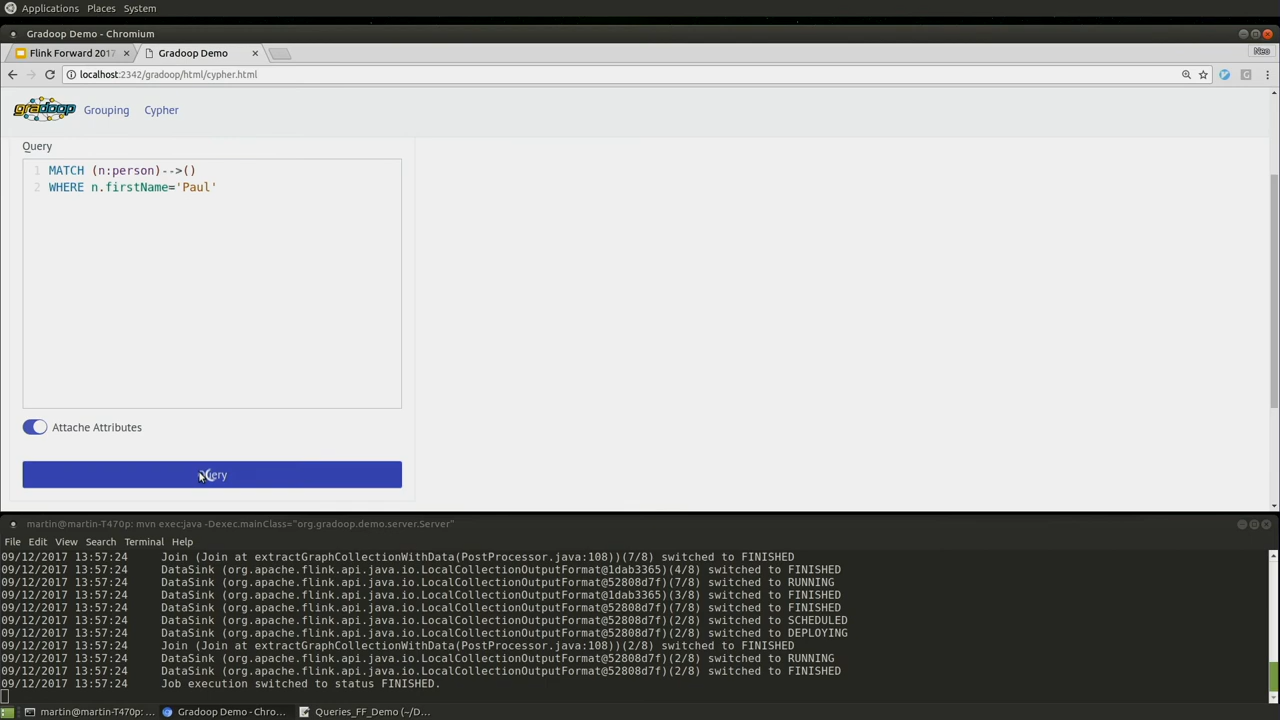 Applications Places System
Gradoop Demo - Chromium
Flink Forward 2017
Gradoop Demo
Neo
localhost:2342/gradoop/html/cypher.html
gradoop Grouping Cypher
Query
1 MATCH (n:person)-->()
2 WHERE n.firstName='Paul'
Attache Attributes
Query
martin@martin-T470p: mvn exec:java -Dexec.mainClass="org.gradoop.demo.server.Server"
File Edit View Search Terminal Help
09/12/2017 13:57:24 Join (Join at extractGraphCollectionWithData(PostProcessor.java:108))(7/8) switched to FINISHED
09/12/2017 13:57:24 DataSink (org.apache.flink.api.java.io.LocalCollectionOutputFormat@1dab3365)(4/8) switched to FINISHED
09/12/2017 13:57:24 DataSink (org.apache.flink.api.java.io.LocalCollectionOutputFormat@52808d7f)(7/8) switched to RUNNING
09/12/2017 13:57:24 DataSink (org.apache.flink.api.java.io.LocalCollectionOutputFormat@1dab3365)(3/8) switched to FINISHED
09/12/2017 13:57:24 DataSink (org.apache.flink.api.java.io.LocalCollectionOutputFormat@52808d7f)(7/8) switched to FINISHED
09/12/2017 13:57:24 DataSink (org.apache.flink.api.java.io.LocalCollectionOutputFormat@52808d7f)(2/8) switched to SCHEDULED
09/12/2017 13:57:24 DataSink (org.apache.flink.api.java.io.LocalCollectionOutputFormat@52808d7f)(2/8) switched to DEPLOYING
09/12/2017 13:57:24 Join (Join at extractGraphCollectionWithData(PostProcessor.java:108))(2/8) switched to FINISHED
09/12/2017 13:57:24 DataSink (org.apache.flink.api.java.io.LocalCollectionOutputFormat@52808d7f)(2/8) switched to RUNNING
09/12/2017 13:57:24 DataSink (org.apache.flink.api.java.io.LocalCollectionOutputFormat@52808d7f)(2/8) switched to FINISHED
09/12/2017 13:57:24 Job execution switched to status FINISHED.
martin@martin-T470p: ... Gradoop Demo - Chro... Queries_FF_Demo (~/D...